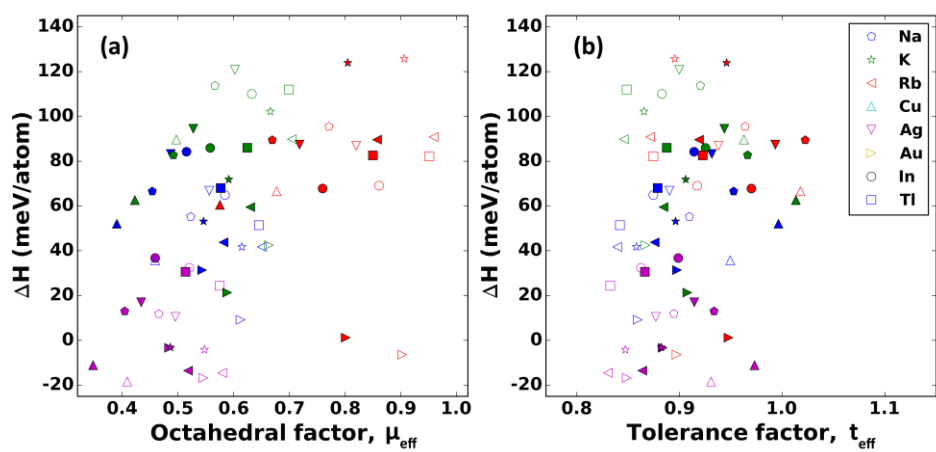 (a)
ΔH (meV/atom)
140
120
100
80
60
40
20
0
-20
0.4 0.5 0.6 0.7 0.8 0.9 1.0
Octahedral factor, μeff
(b)
ΔH (meV/atom)
140
120
100
80
60
40
20
0
-20
0.8 0.9 1.0 1.1
Tolerance factor, teff
Na
K
Rb
Cu
Ag
Au
In
Tl